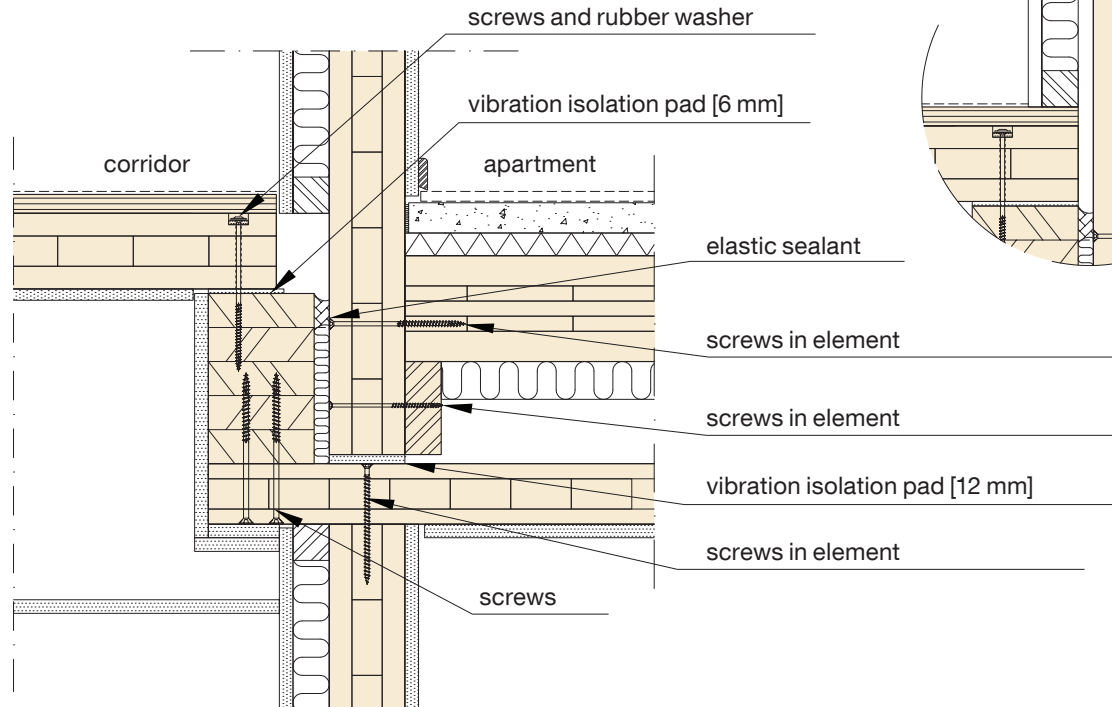 screws and rubber washer
vibration isolation pad [6 mm]
corridor
apartment
elastic sealant
screws in element
screws in element
vibration isolation pad [12 mm]
screws in element
screws